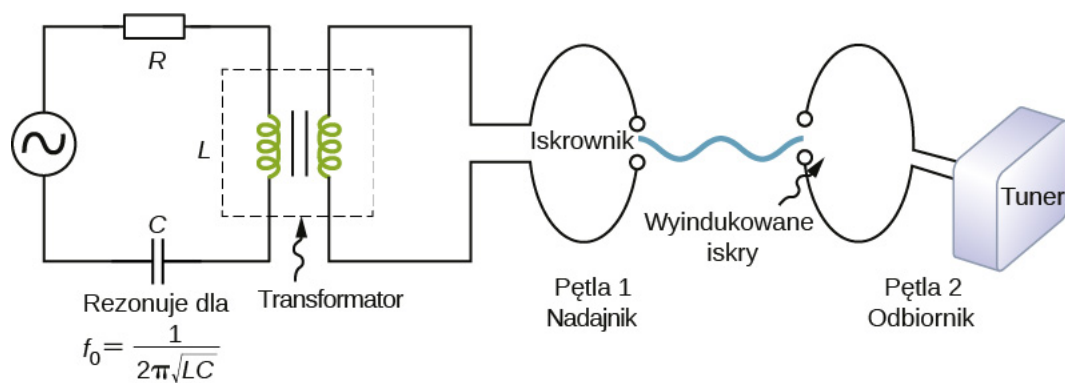 R
L
C
Rezonuje dla
f₀ = 1 / 2π√LC
Transformator
Iskrownik
Wyindukowane
iskry
Pętla 1
Nadajnik
Pętla 2
Odbiornik
Tuner